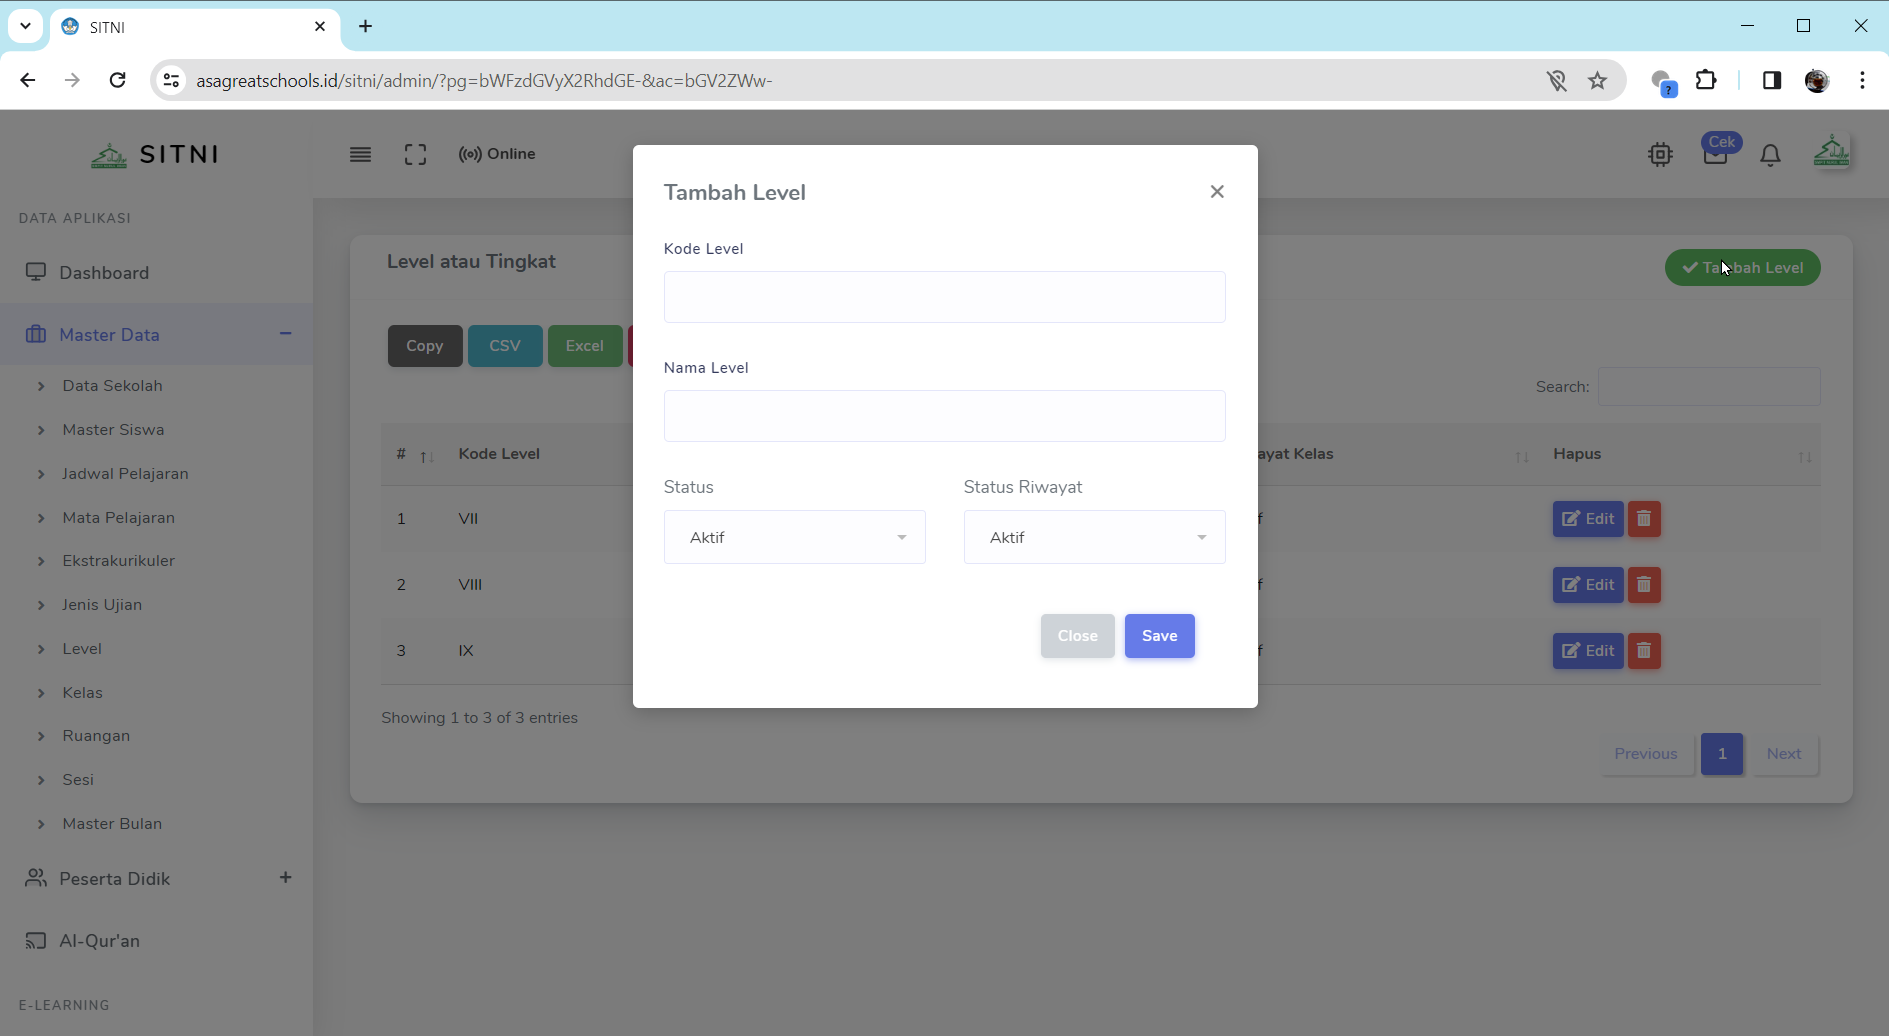 SITNI
asagreatschools.id/sitni/admin/?pg=bWFzdGVyX2RhdGE-&ac=bGV2ZWw-
?
SITNI
Online
Cek
DATA APLIKASI
Dashboard
Master Data
Data Sekolah
Master Siswa
Jadwal Pelajaran
Mata Pelajaran
Ekstrakurikuler
Jenis Ujian
Level
Kelas
Ruangan
Sesi
Master Bulan
Peserta Didik
Al-Qur'an
E-LEARNING
Level atau Tingkat
Tambah Level
Copy CSV Excel
Search:
# Kode Level ayat Kelas Hapus
1 VII f Edit
2 VIII f Edit
3 IX f Edit
Showing 1 to 3 of 3 entries
Previous 1 Next
Tambah Level
Kode Level
Nama Level
Status Status Riwayat
Aktif Aktif
Close Save